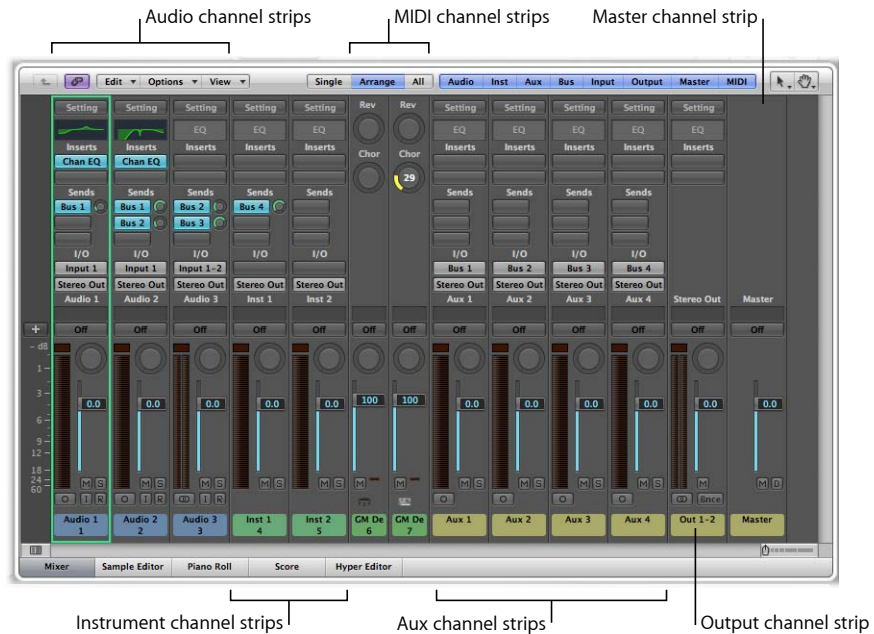 Audio channel strips MIDI channel strips Master channel strip
Edit Options View Single Arrange All Audio Inst Aux Bus Input Output Master MIDI
Setting Setting Setting Setting Setting Rev Rev Setting Setting Setting Setting Setting
EQ EQ EQ EQ EQ EQ EQ EQ
Inserts Inserts Inserts Inserts Inserts Chor Chor Inserts Inserts Inserts Inserts Inserts
Chan EQ Chan EQ
29
Sends Sends Sends Sends Sends Sends Sends Sends Sends
Bus 1 Bus 1 Bus 2 Bus 4
Bus 2 Bus 3
I/O I/O I/O I/O I/O I/O I/O I/O I/O
Input 1 Input 1 Input 1-2 Bus 1 Bus 2 Bus 3 Bus 4
Stereo Out Stereo Out Stereo Out Stereo Out Stereo Out Stereo Out Stereo Out Stereo Out Stereo Out
Audio 1 Audio 2 Audio 3 Inst 1 Inst 2 Aux 1 Aux 2 Aux 3 Aux 4 Stereo Out Master
+ Off Off Off Off Off Off Off Off Off Off Off Off Off
- dB
1
3
100 100
0.0 0.0 0.0 0.0 0.0 0.0 0.0 0.0 0.0 0.0 0.0
6
9
12
18
24
60
M S M S M S M S M S M M M S M S M S M S M M D
I R I R I R Bnce
Audio 1 Audio 2 Audio 3 Inst 1 Inst 2 GM De GM De Aux 1 Aux 2 Aux 3 Aux 4 Out 1-2 Master
1 2 3 4 5 6 7
Mixer Sample Editor Piano Roll Score Hyper Editor
Instrument channel strips Aux channel strips Output channel strip